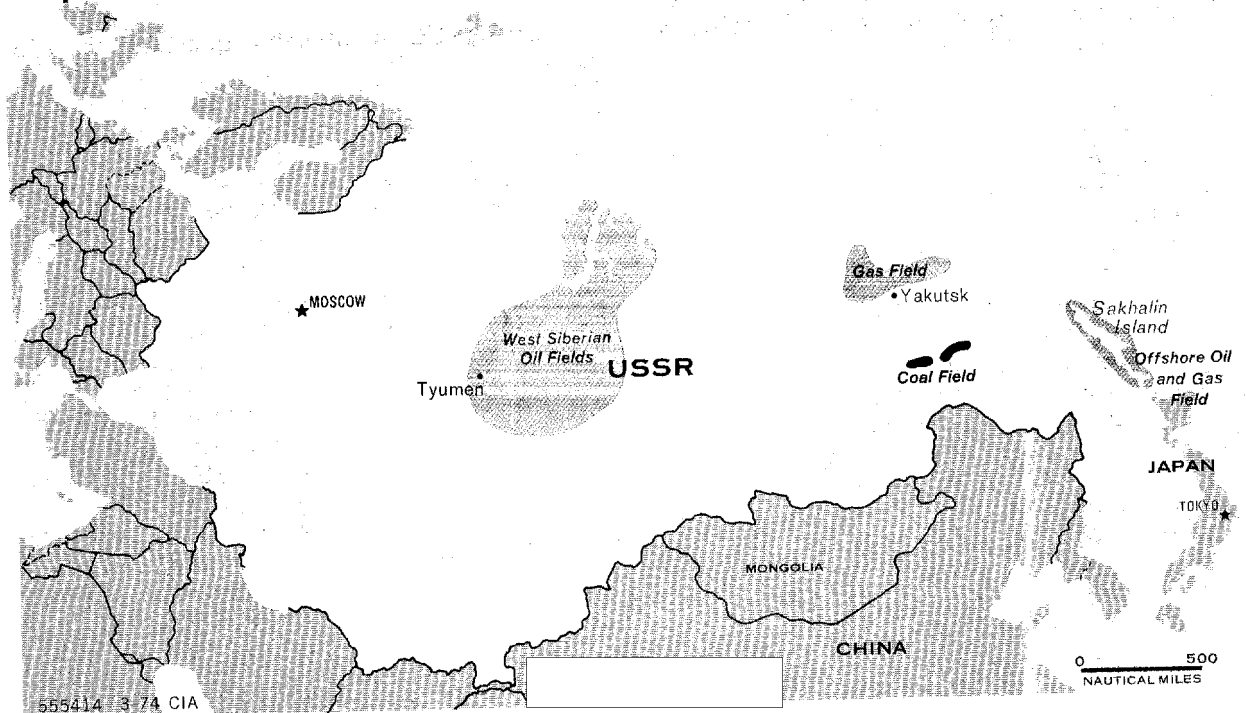 MOSCOW
Gas Field
Yakutsk
Sakhalin
Island
West Siberian
Oil Fields
USSR
Tyumen
Coal Field
Offshore Oil
and Gas
Field
JAPAN
TOKYO
MONGOLIA
CHINA
0 500
NAUTICAL MILES
555414 3-74 CIA